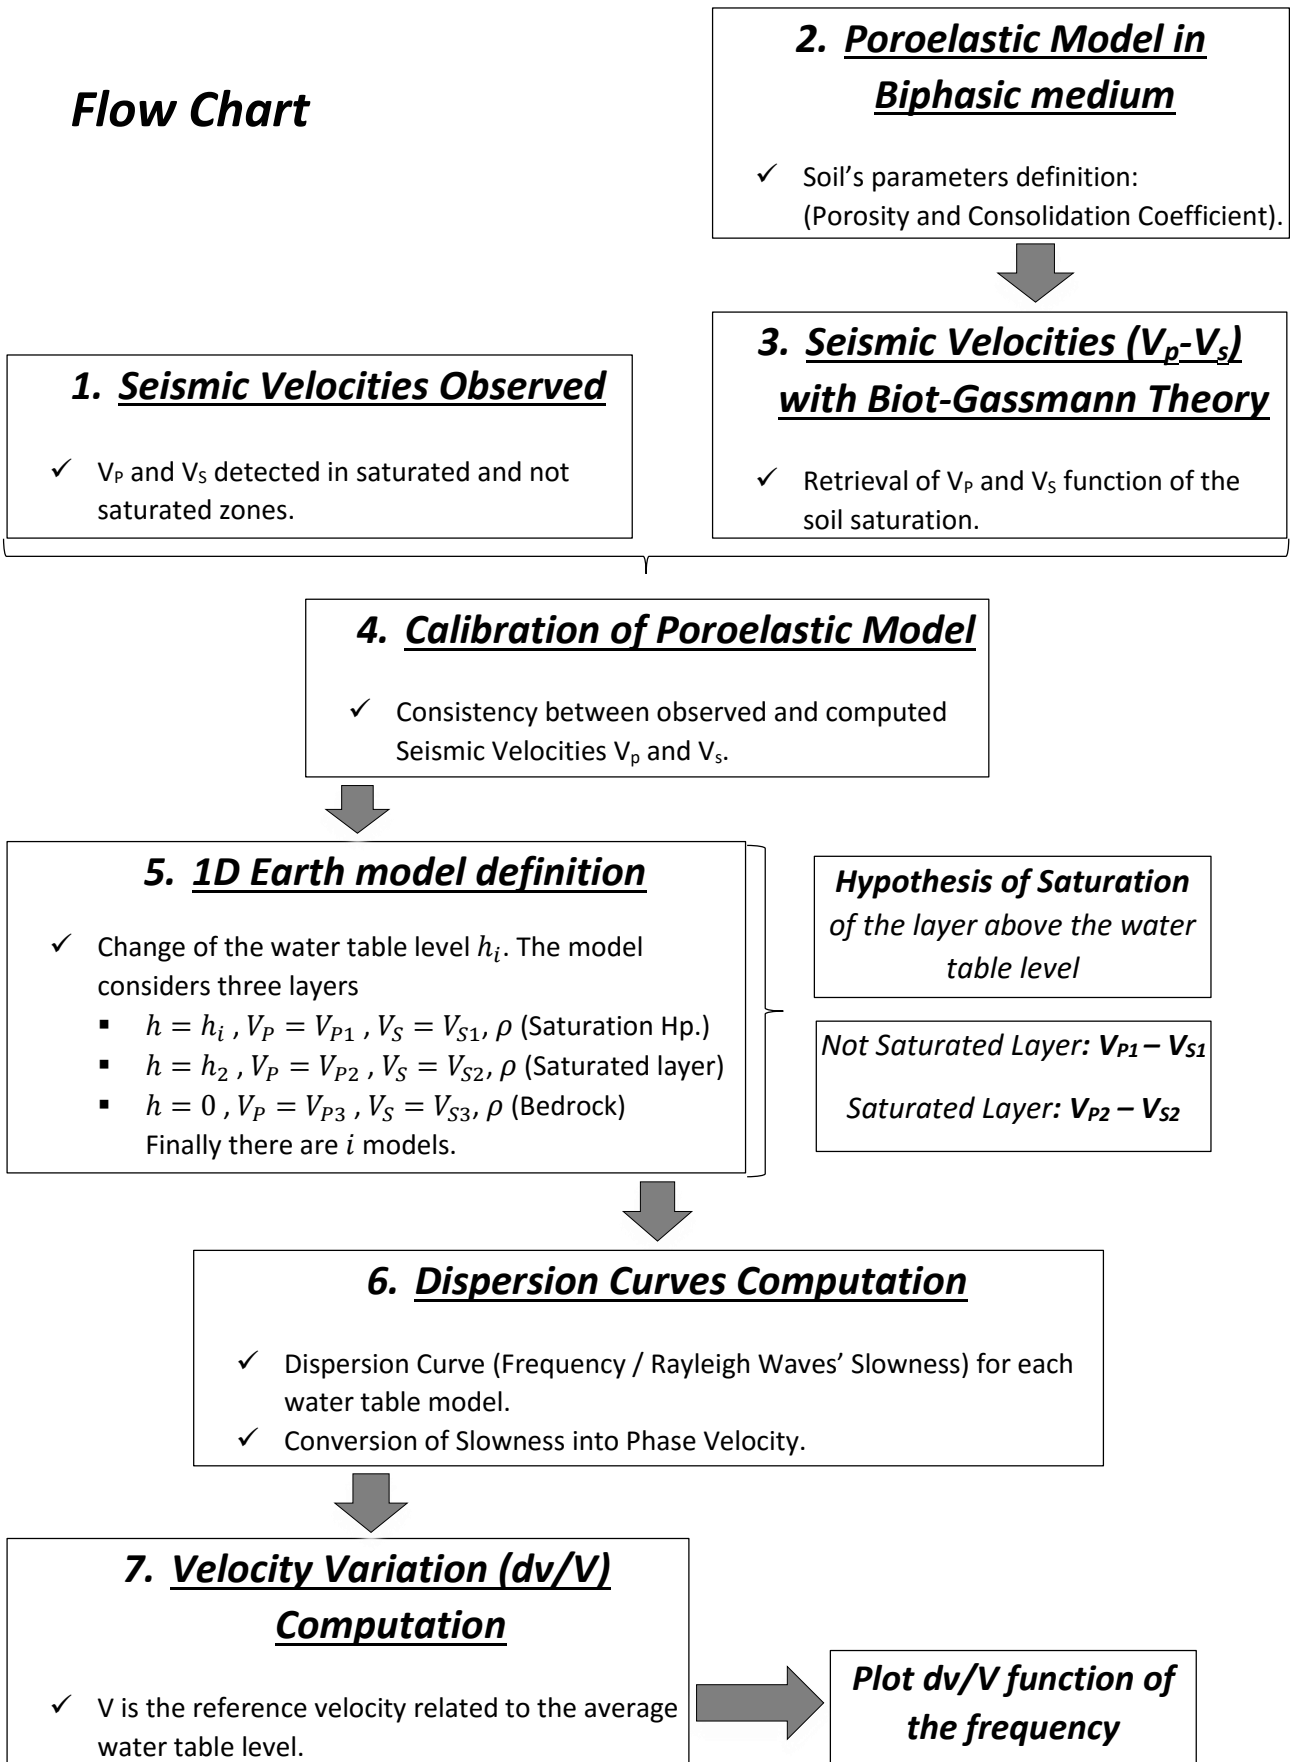 Flow Chart
2. Poroelastic Model in
Biphasic medium
✓ Soil’s parameters definition:
(Porosity and Consolidation Coefficient).
3. Seismic Velocities (Vp-Vs)
with Biot-Gassmann Theory
✓ Retrieval of VP and VS function of the
soil saturation.
1. Seismic Velocities Observed
✓ VP and VS detected in saturated and not
saturated zones.
4. Calibration of Poroelastic Model
✓ Consistency between observed and computed
Seismic Velocities Vp and Vs.
5. 1D Earth model definition
✓ Change of the water table level hᵢ. The model
considers three layers
▪ h = hᵢ , VP = VP1 , VS = VS1, ρ (Saturation Hp.)
▪ h = h₂ , VP = VP2 , VS = VS2, ρ (Saturated layer)
▪ h = 0 , VP = VP3 , VS = VS3, ρ (Bedrock)
Finally there are i models.
Hypothesis of Saturation
of the layer above the water
table level
Not Saturated Layer: VP1 – VS1
Saturated Layer: VP2 – VS2
6. Dispersion Curves Computation
✓ Dispersion Curve (Frequency / Rayleigh Waves’ Slowness) for each
water table model.
✓ Conversion of Slowness into Phase Velocity.
7. Velocity Variation (dv/V)
Computation
✓ V is the reference velocity related to the average
water table level.
Plot dv/V function of
the frequency